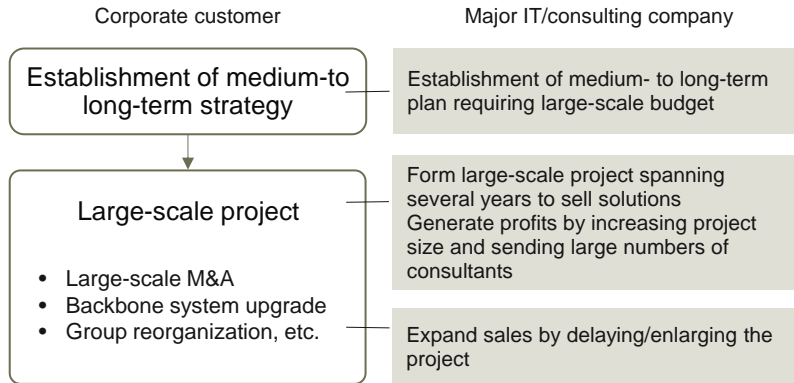 Corporate customer
Major IT/consulting company
Establishment of medium-to
long-term strategy
Establishment of medium- to long-term
plan requiring large-scale budget
Large-scale project
• Large-scale M&A
• Backbone system upgrade
• Group reorganization, etc.
Form large-scale project spanning
several years to sell solutions
Generate profits by increasing project
size and sending large numbers of
consultants
Expand sales by delaying/enlarging the
project